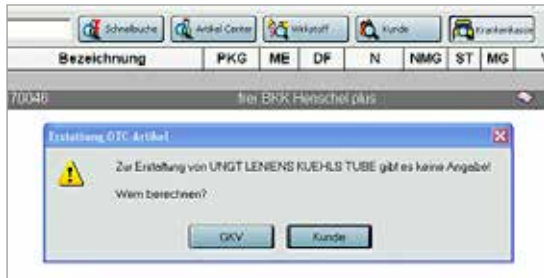 Schnellsuche Artikel Center Wirkstoff Kunde Krankenkasse
Bezeichnung PKG ME DF N NMG ST MG
70046 frei BKK Henschel plus
Erstattung OTC-Artikel
Zur Erstattung von UNGT LENIENS KUEHLS TUBE gibt es keine Angabe!
Wem berechnen?
GKV Kunde